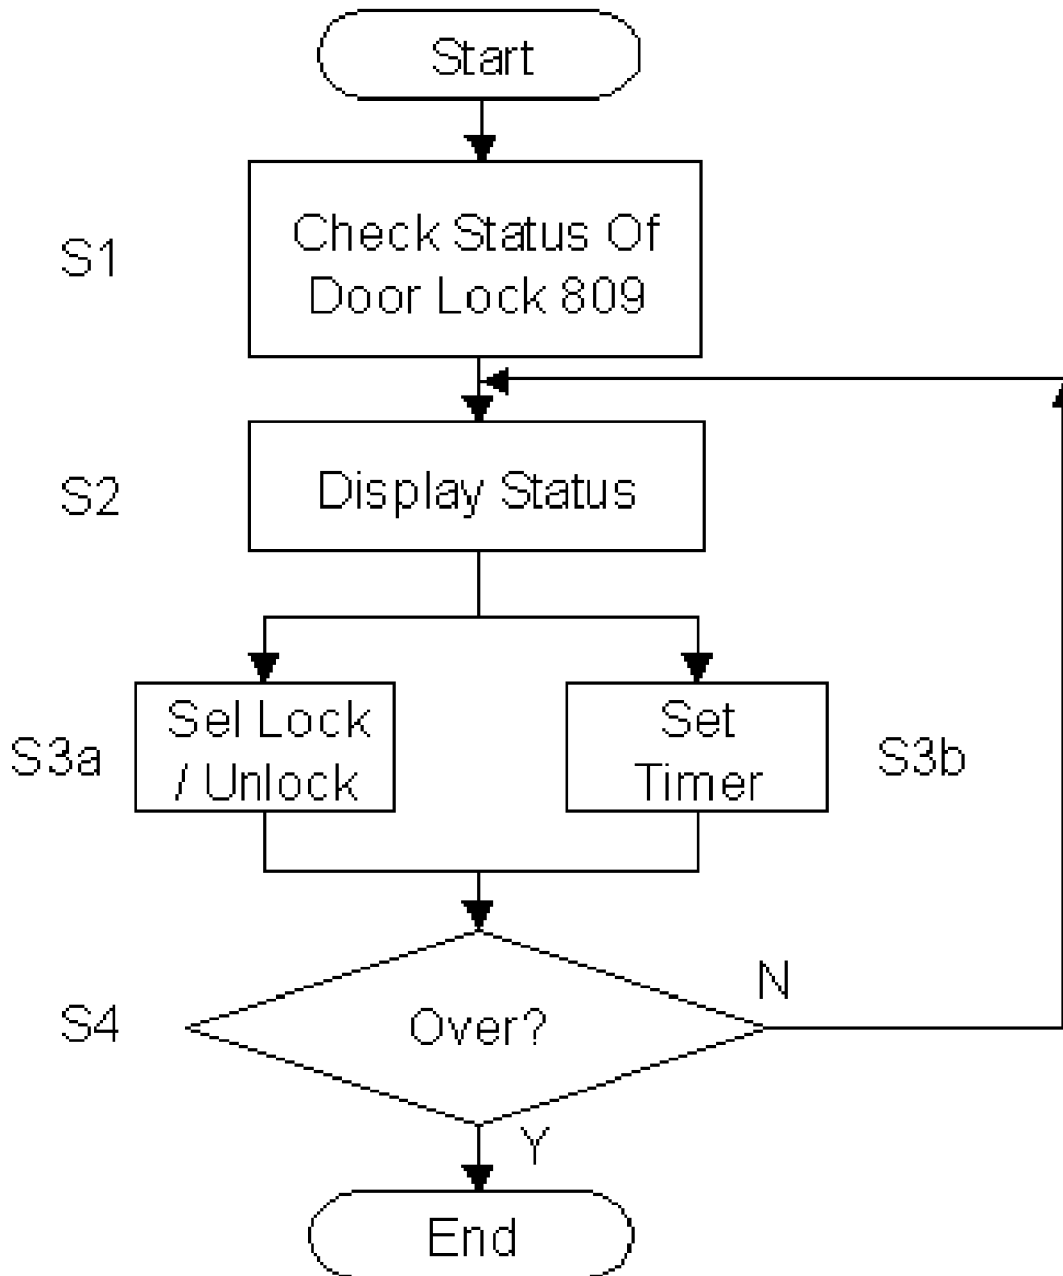 Start
S1
Check Status Of
Door Lock 809
S2
Display Status
S3a
Sel Lock
/ Unlock
Set
Timer
S3b
S4
Over?
N
Y
End